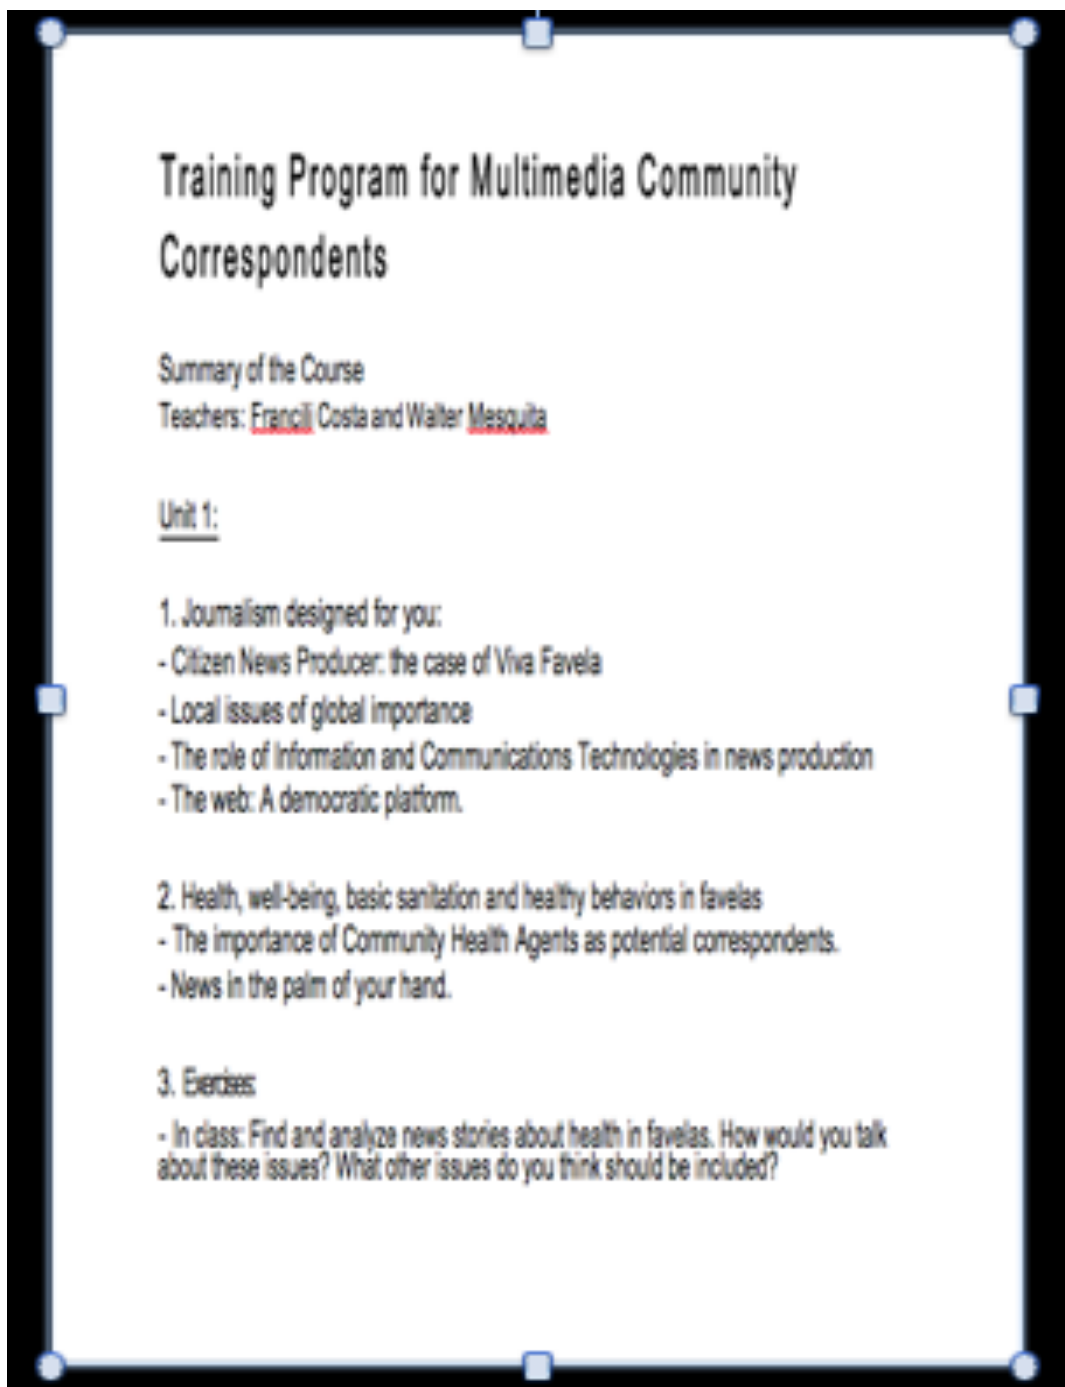 Training Program for Multimedia Community
Correspondents
Summary of the Course
Teachers: Francili Costa and Walter Mesquita
Unit 1:
1. Journalism designed for you:
- Citizen News Producer: the case of Viva Favela
- Local issues of global importance
- The role of Information and Communications Technologies in news production
- The web: A democratic platform.
2. Health, well-being, basic sanitation and healthy behaviors in favelas
- The importance of Community Health Agents as potential correspondents.
- News in the palm of your hand.
3. Exercises:
- In class: Find and analyze news stories about health in favelas. How would you talk
about these issues? What other issues do you think should be included?